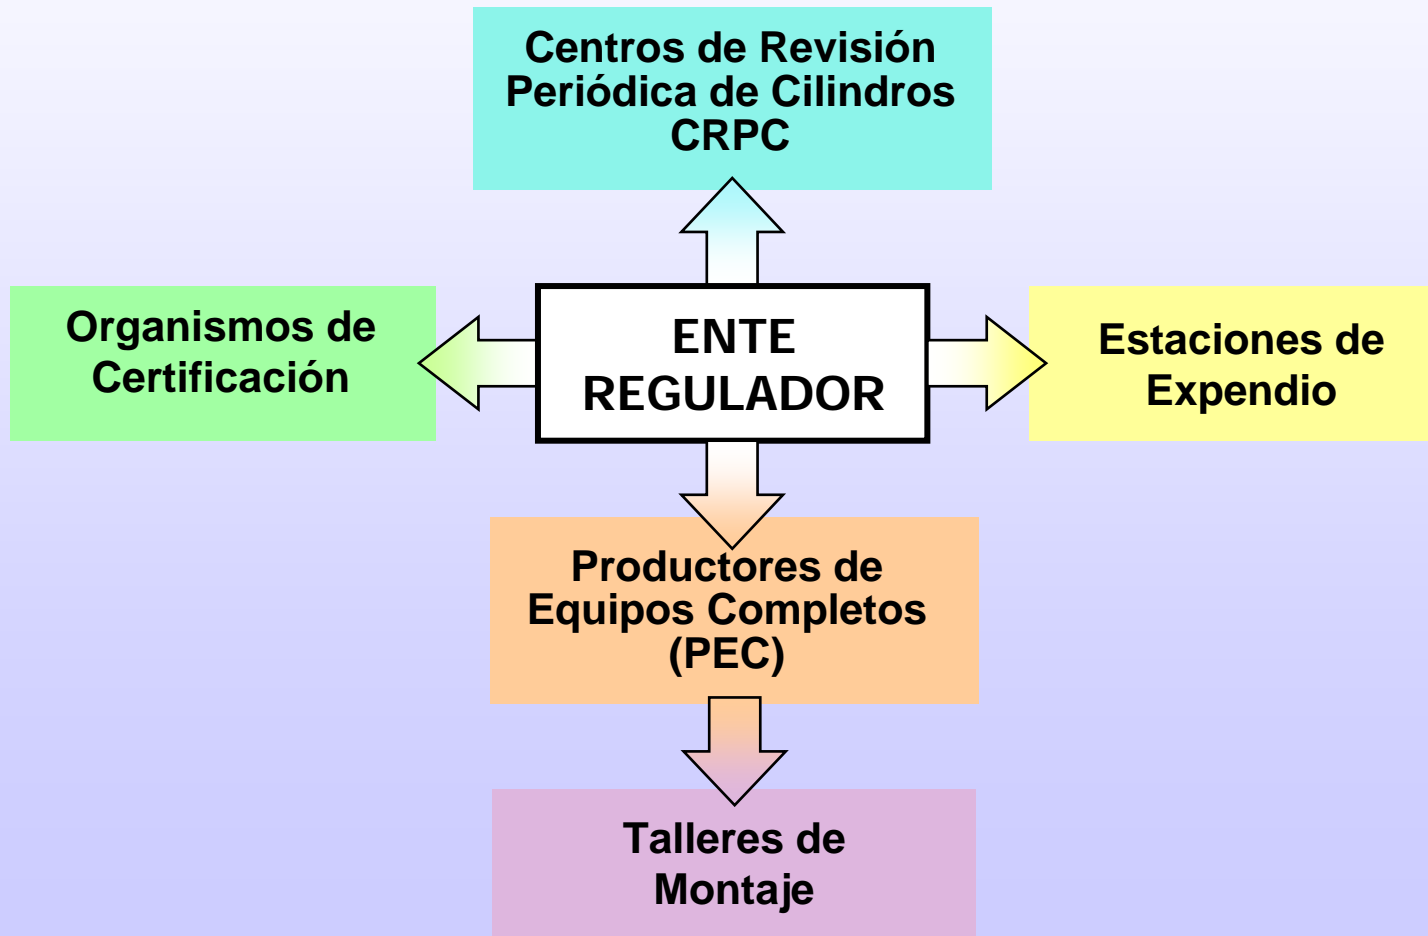 Centros de Revisión
Periódica de Cilindros
CRPC
Organismos de
Certificación
ENTE
REGULADOR
Estaciones de
Expendio
Productores de
Equipos Completos
(PEC)
Talleres de
Montaje